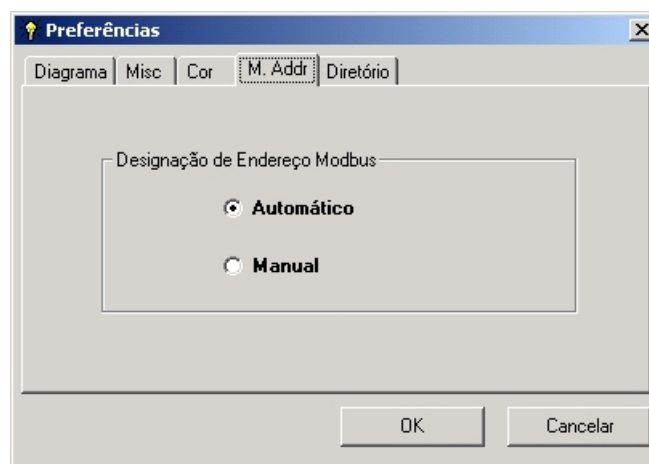 Preferências
Diagrama Misc Cor M. Addr Diretório
Designação de Endereço Modbus
Automático
Manual
OK Cancelar